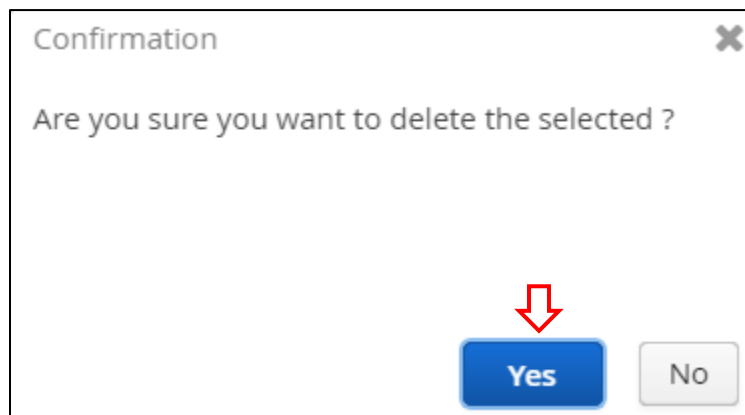 Confirmation
Are you sure you want to delete the selected ?
Yes
No